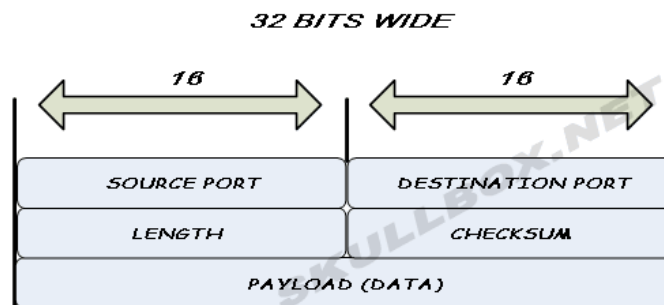 32 BITS WIDE
16 16
SOURCE PORT DESTINATION PORT
LENGTH CHECKSUM
PAYLOAD (DATA)
SKULLBOX.NET